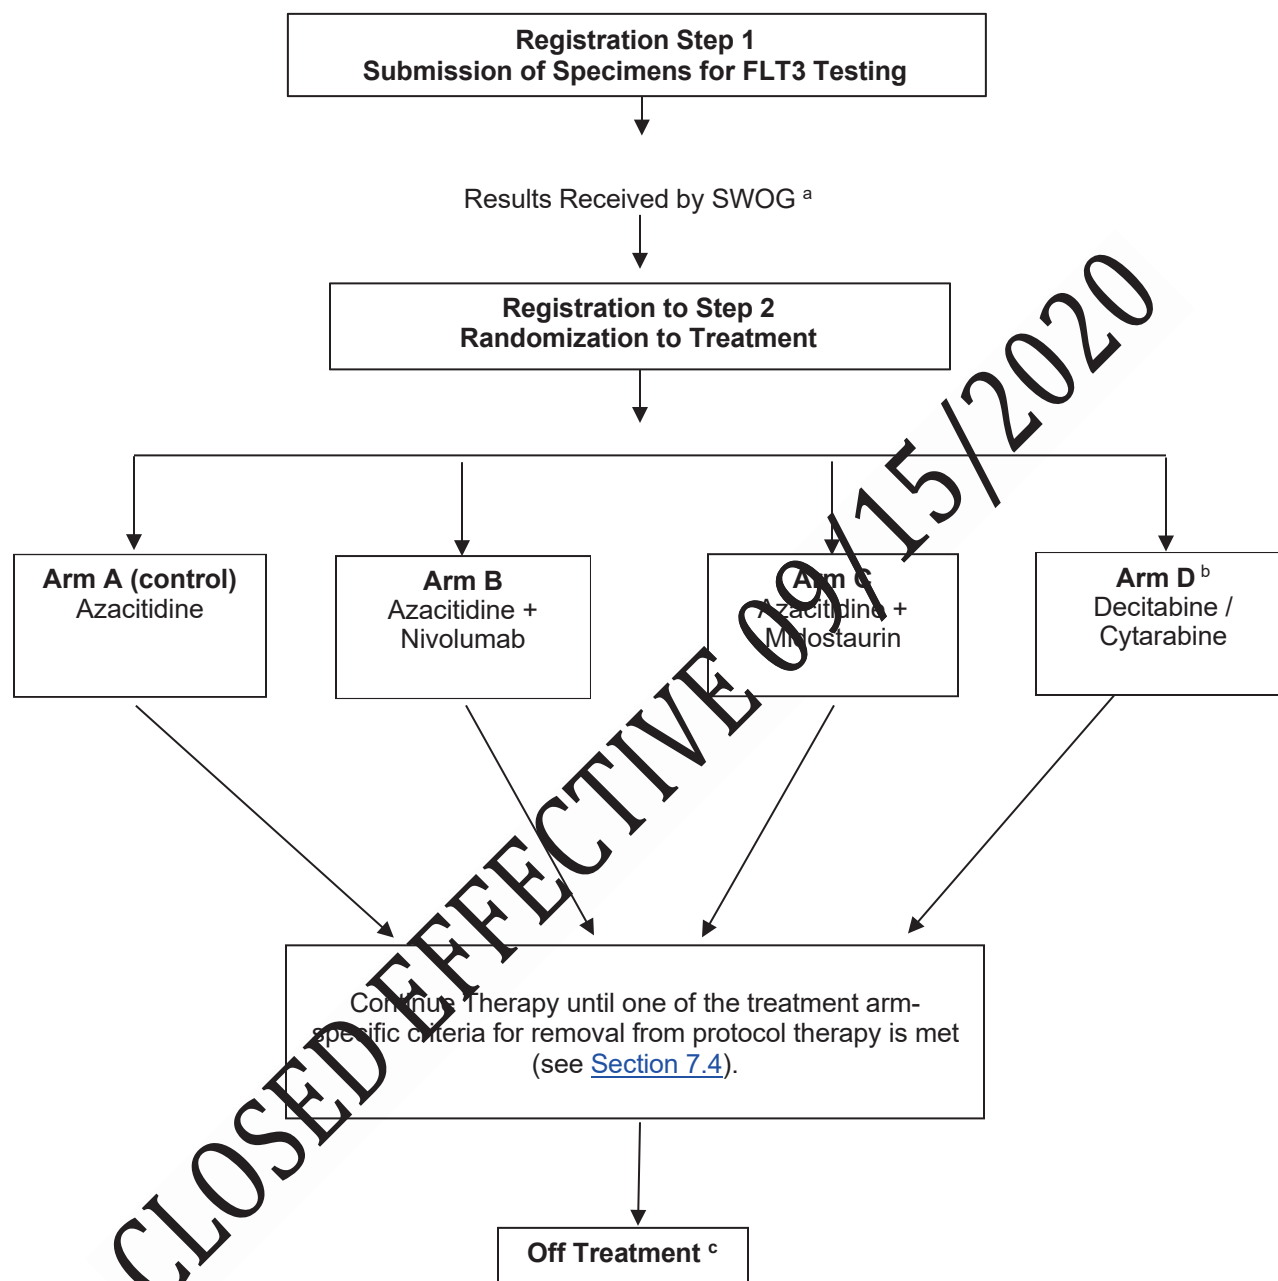 Registration Step 1
Submission of Specimens for FLT3 Testing
Results Received by SWOG a
Registration to Step 2
Randomization to Treatment
Arm A (control)
Azacitidine
Arm B
Azacitidine +
Nivolumab
Arm C
Azacitidine +
Midostaurin
Arm D b
Decitabine /
Cytarabine
Continue Therapy until one of the treatment arm-
specific criteria for removal from protocol therapy is met
(see Section 7.4).
Off Treatment c
CLOSED EFFECTIVE 09/15/2020